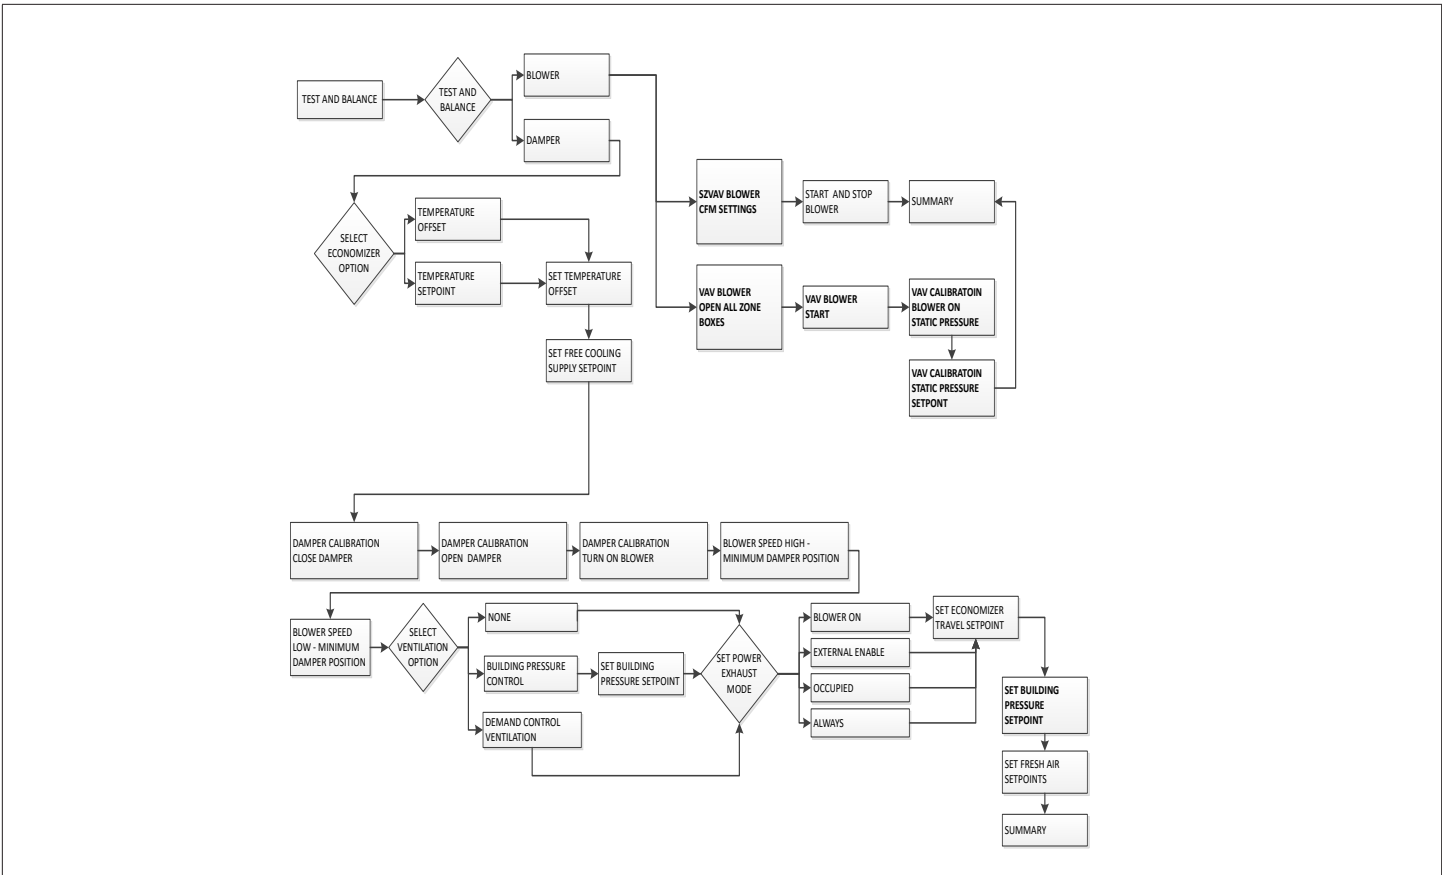 TEST AND BALANCE
TEST AND
BALANCE
BLOWER
DAMPER
SELECT
ECONOMIZER
OPTION
TEMPERATURE
OFFSET
TEMPERATURE
SETPOINT
SET TEMPERATURE
OFFSET
SET FREE COOLING
SUPPLY SETPOINT
SZVAV BLOWER
CFM SETTINGS
START AND STOP
BLOWER
SUMMARY
VAV BLOWER
OPEN ALL ZONE
BOXES
VAV BLOWER
START
VAV CALIBRATOIN
BLOWER ON
STATIC PRESSURE
VAV CALIBRATOIN
STATIC PRESSURE
SETPONT
DAMPER CALIBRATION
CLOSE DAMPER
DAMPER CALIBRATION
OPEN DAMPER
DAMPER CALIBRATION
TURN ON BLOWER
BLOWER SPEED HIGH -
MINIMUM DAMPER POSITION
BLOWER SPEED
LOW - MINIMUM
DAMPER POSITION
SELECT
VENTILATION
OPTION
NONE
BUILDING PRESSURE
CONTROL
DEMAND CONTROL
VENTILATION
SET BUILDING
PRESSURE SETPOINT
SET POWER
EXHAUST
MODE
BLOWER ON
EXTERNAL ENABLE
OCCUPIED
ALWAYS
SET ECONOMIZER
TRAVEL SETPOINT
SET BUILDING
PRESSURE
SETPOINT
SET FRESH AIR
SETPOINTS
SUMMARY